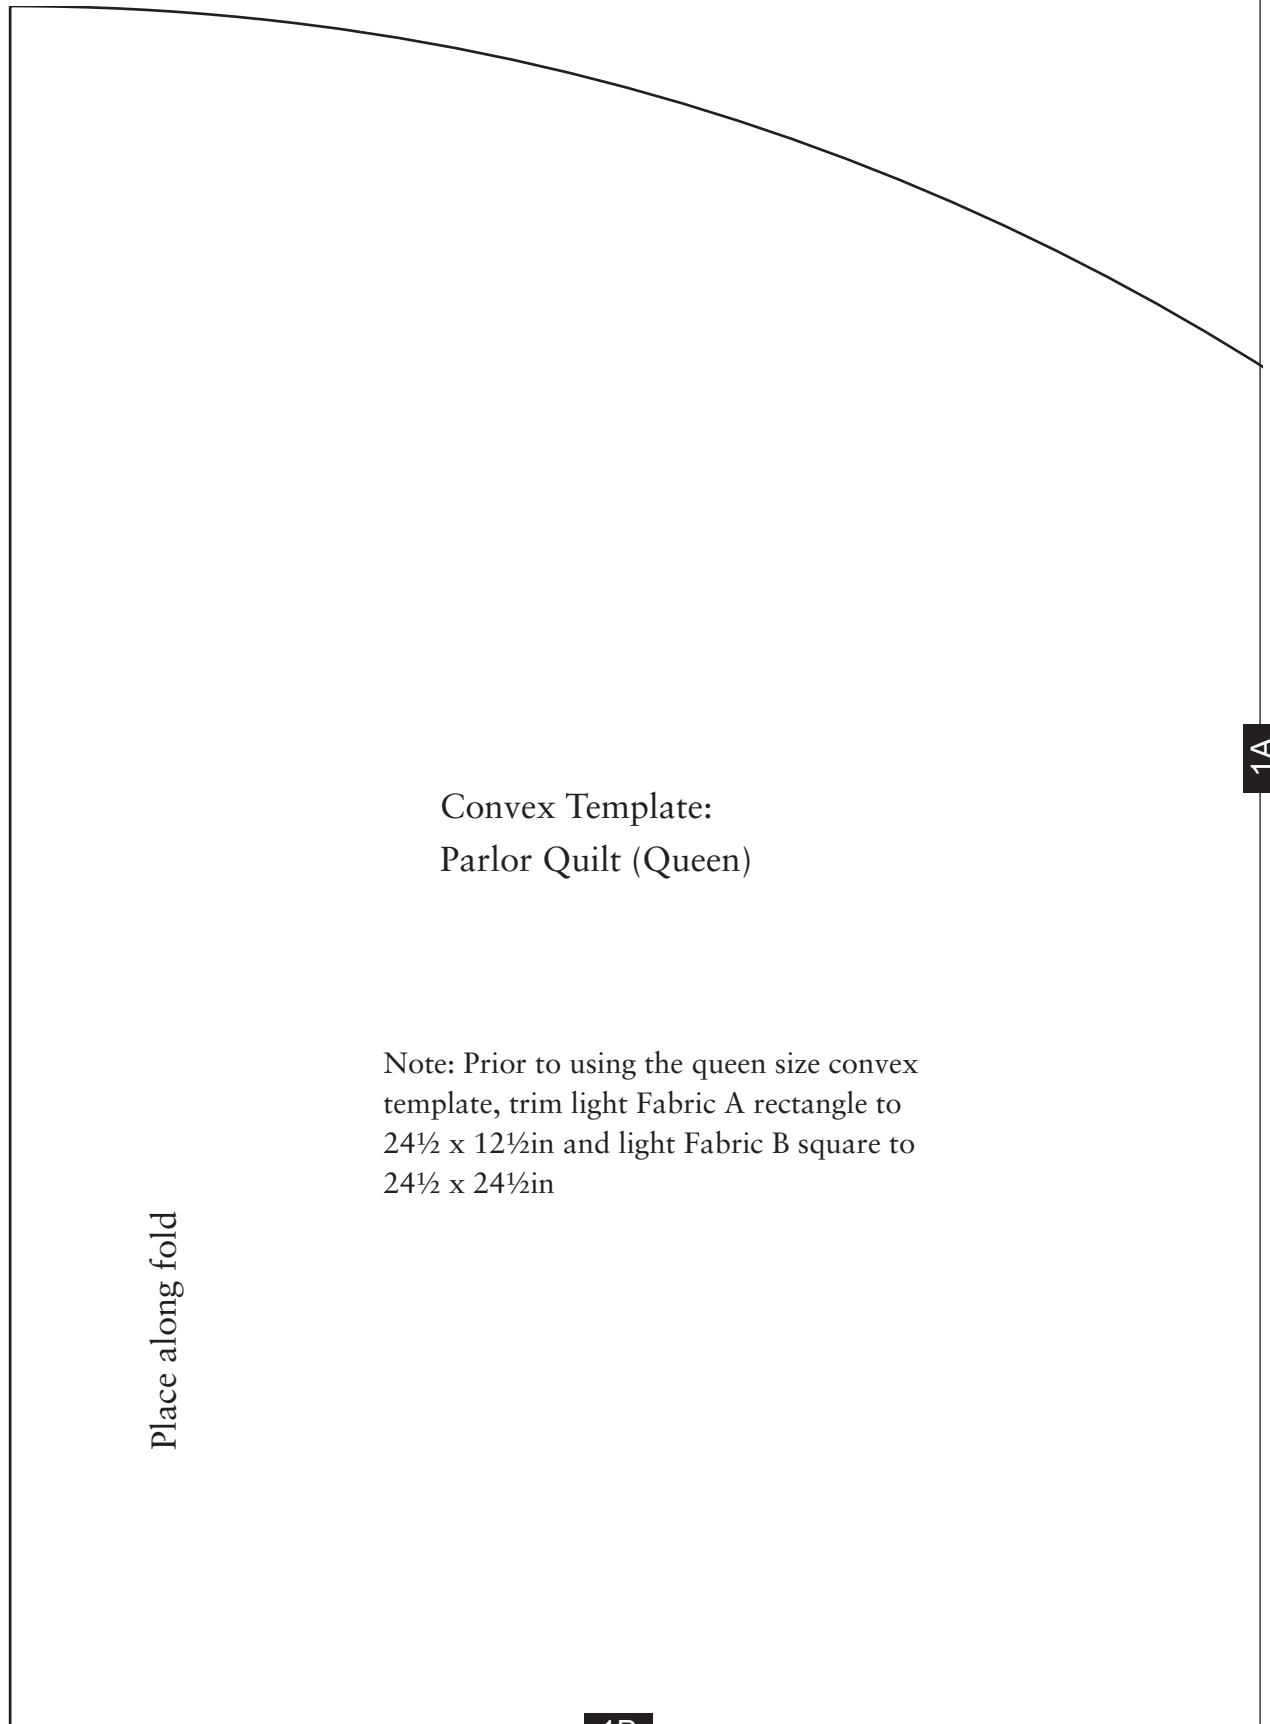 1A
Convex Template:
Parlor Quilt (Queen)
Note: Prior to using the queen size convex
template, trim light Fabric A rectangle to
24½ x 12½in and light Fabric B square to
24½ x 24½in
Place along fold